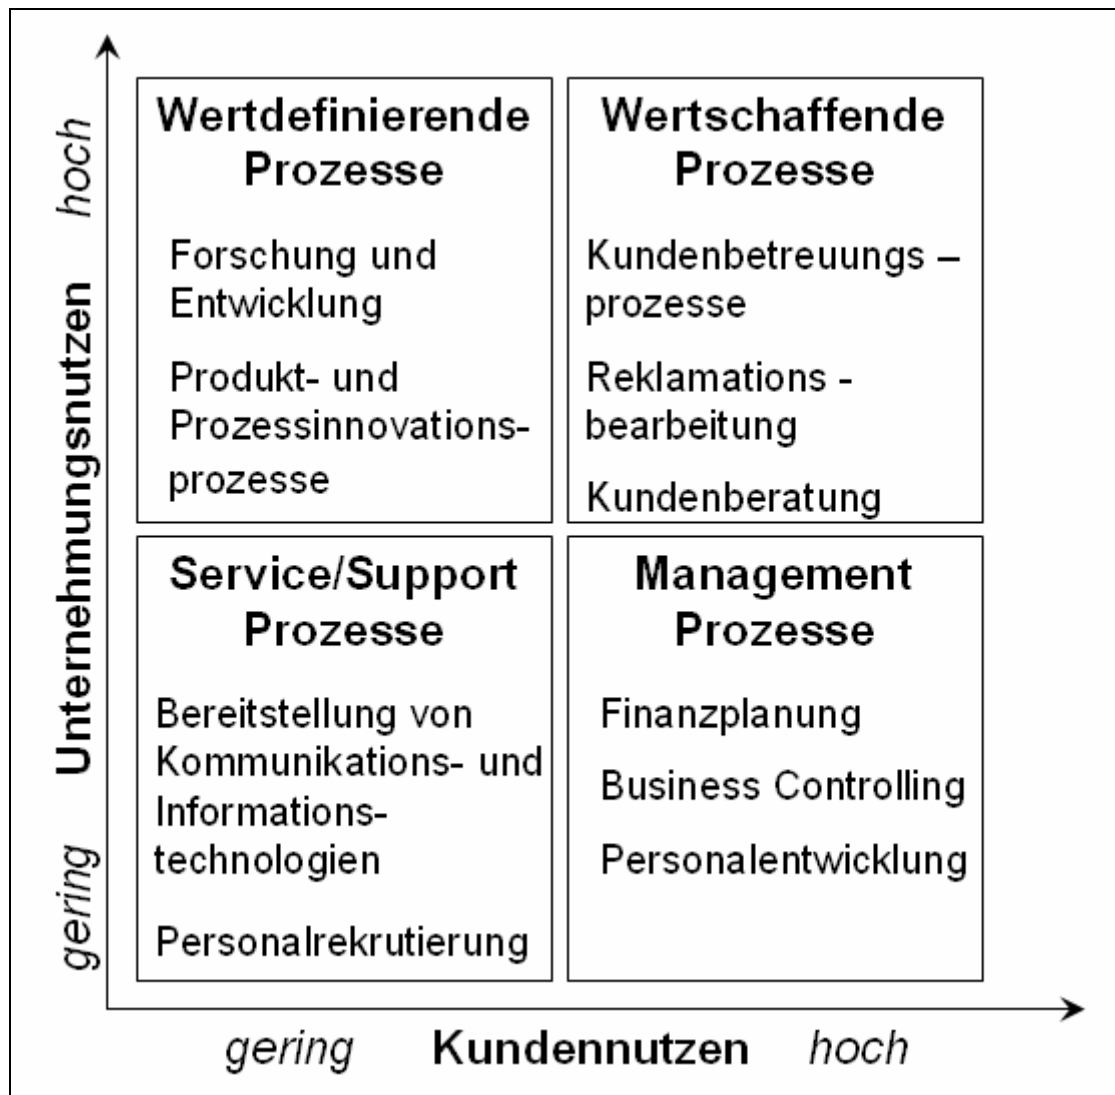 Unternehmungsnutzen
hoch
gering
Wertdefinierende
Prozesse
Forschung und
Entwicklung
Produkt- und
Prozessinnovations-
prozesse
Wertschaffende
Prozesse
Kundenbetreuungs –
prozesse
Reklamations -
bearbeitung
Kundenberatung
Service/Support
Prozesse
Bereitstellung von
Kommunikations- und
Informations-
technologien
Personalrekrutierung
Management
Prozesse
Finanzplanung
Business Controlling
Personalentwicklung
gering Kundennutzen hoch